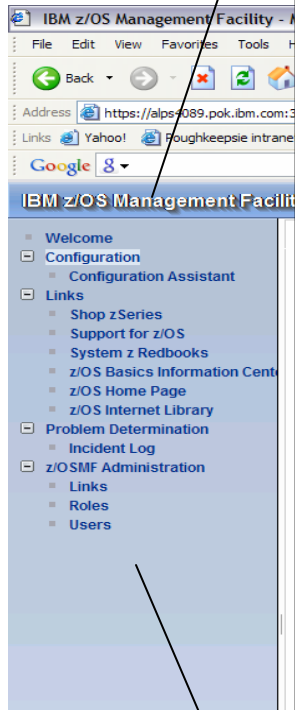 IBM z/OS Management Facility -
File Edit View Favorites Tools
Back
Address https://alps4089.pok.ibm.com:3
Links Yahoo! Poughkeepsie intrane
Google
IBM z/OS Management Facilit
Welcome
Configuration
Configuration Assistant
Links
Shop zSeries
Support for z/OS
System z Redbooks
z/OS Basics Information Cente
z/OS Home Page
z/OS Internet Library
Problem Determination
Incident Log
z/OSMF Administration
Links
Roles
Users